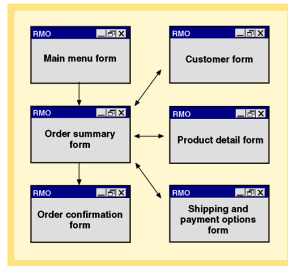 RMO
Main menu form
RMO
Customer form
RMO
Order summary
form
RMO
Product detail form
RMO
Order confirmation
form
RMO
Shipping and
payment options
form